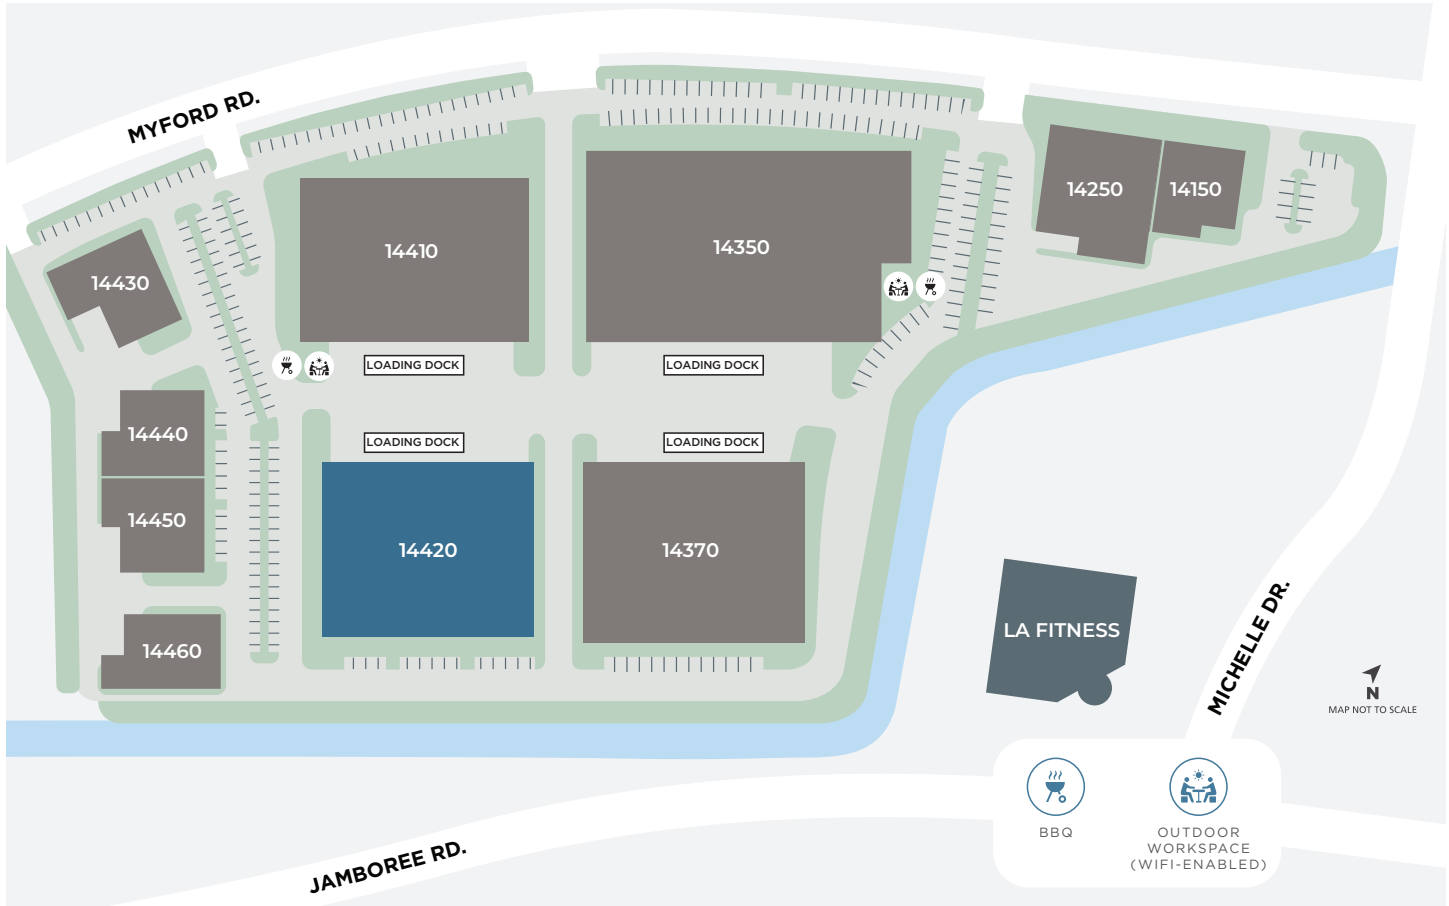 MYFORD RD.
14250
14150
14410
14350
14430
LOADING DOCK
LOADING DOCK
14440
LOADING DOCK
LOADING DOCK
14450
14420
14370
14460
LA FITNESS
MICHELLE DR.
N
MAP NOT TO SCALE
JAMBOREE RD.
BBQ
OUTDOOR
WORKSPACE
(WIFI-ENABLED)